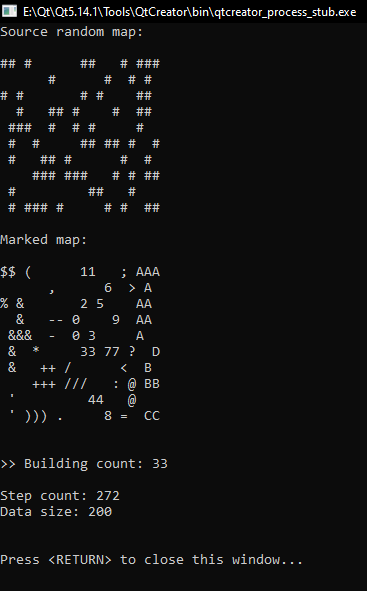 E:\Qt\Qt5.14.1\Tools\QtCreator\bin\qtcreator_process_stub.exe
Source random map:
## #      ##   # ###
      #      #  # #
# #       # #    ##
  #   ## #    #  ##
 ###  #  # #     #
 #  #     ## ## #  #
 #   ## #      #  #
    ### ###   # # ##
 #         ##   #
 # ### #     # #  ##
Marked map:
$$ (      11   ; AAA
      ,      6  > A
% &       2 5    AA
  &   -- 0    9  AA
 &&&  -  0 3     A
 &  *     33 77 ?  D
 &   ++ /      <  B
    +++ ///   : @ BB
 '         44   @
 ' ))) .     8 =  CC
>> Building count: 33
Step count: 272
Data size: 200
Press <RETURN> to close this window...